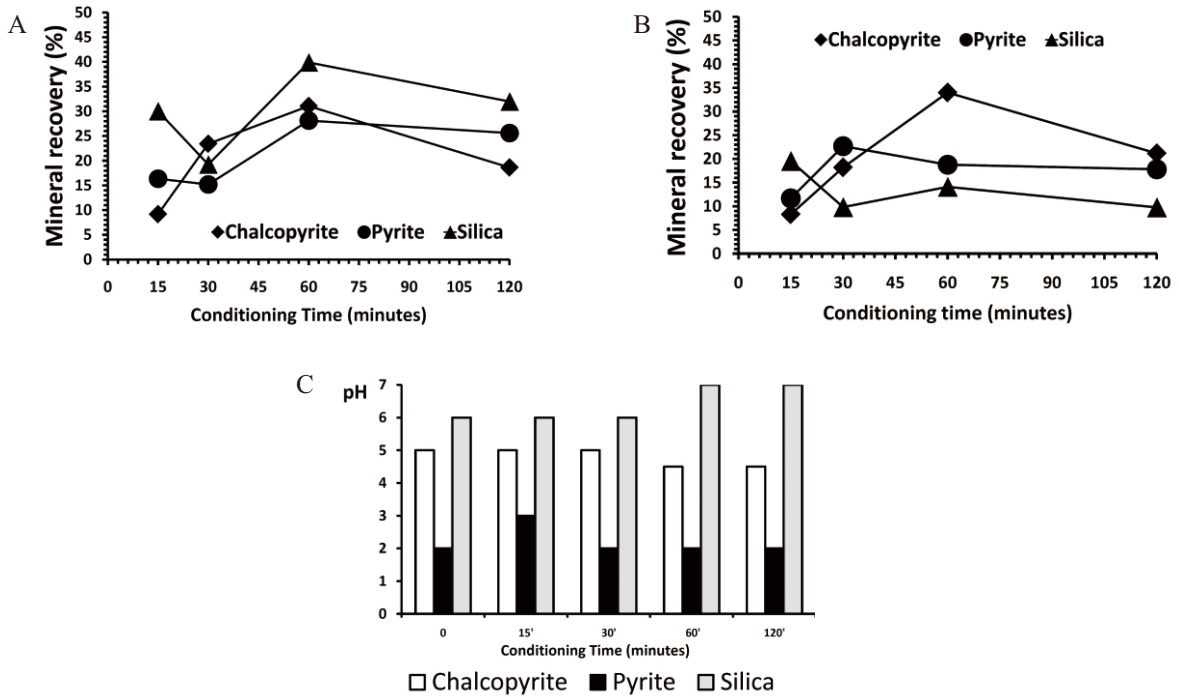 A
Mineral recovery (%)
50
45
40
35
30
25
20
15
10
5
0
Chalcopyrite Pyrite Silica
0 15 30 45 60 75 90 105 120
Conditioning Time (minutes)
B
Mineral recovery (%)
50
45
40
35
30
25
20
15
10
5
0
Chalcopyrite Pyrite Silica
0 15 30 45 60 75 90 105 120
Conditioning time (minutes)
C
pH
7
6
5
4
3
2
1
0
0 15' 30' 60' 120'
Conditioning Time (minutes)
Chalcopyrite Pyrite Silica